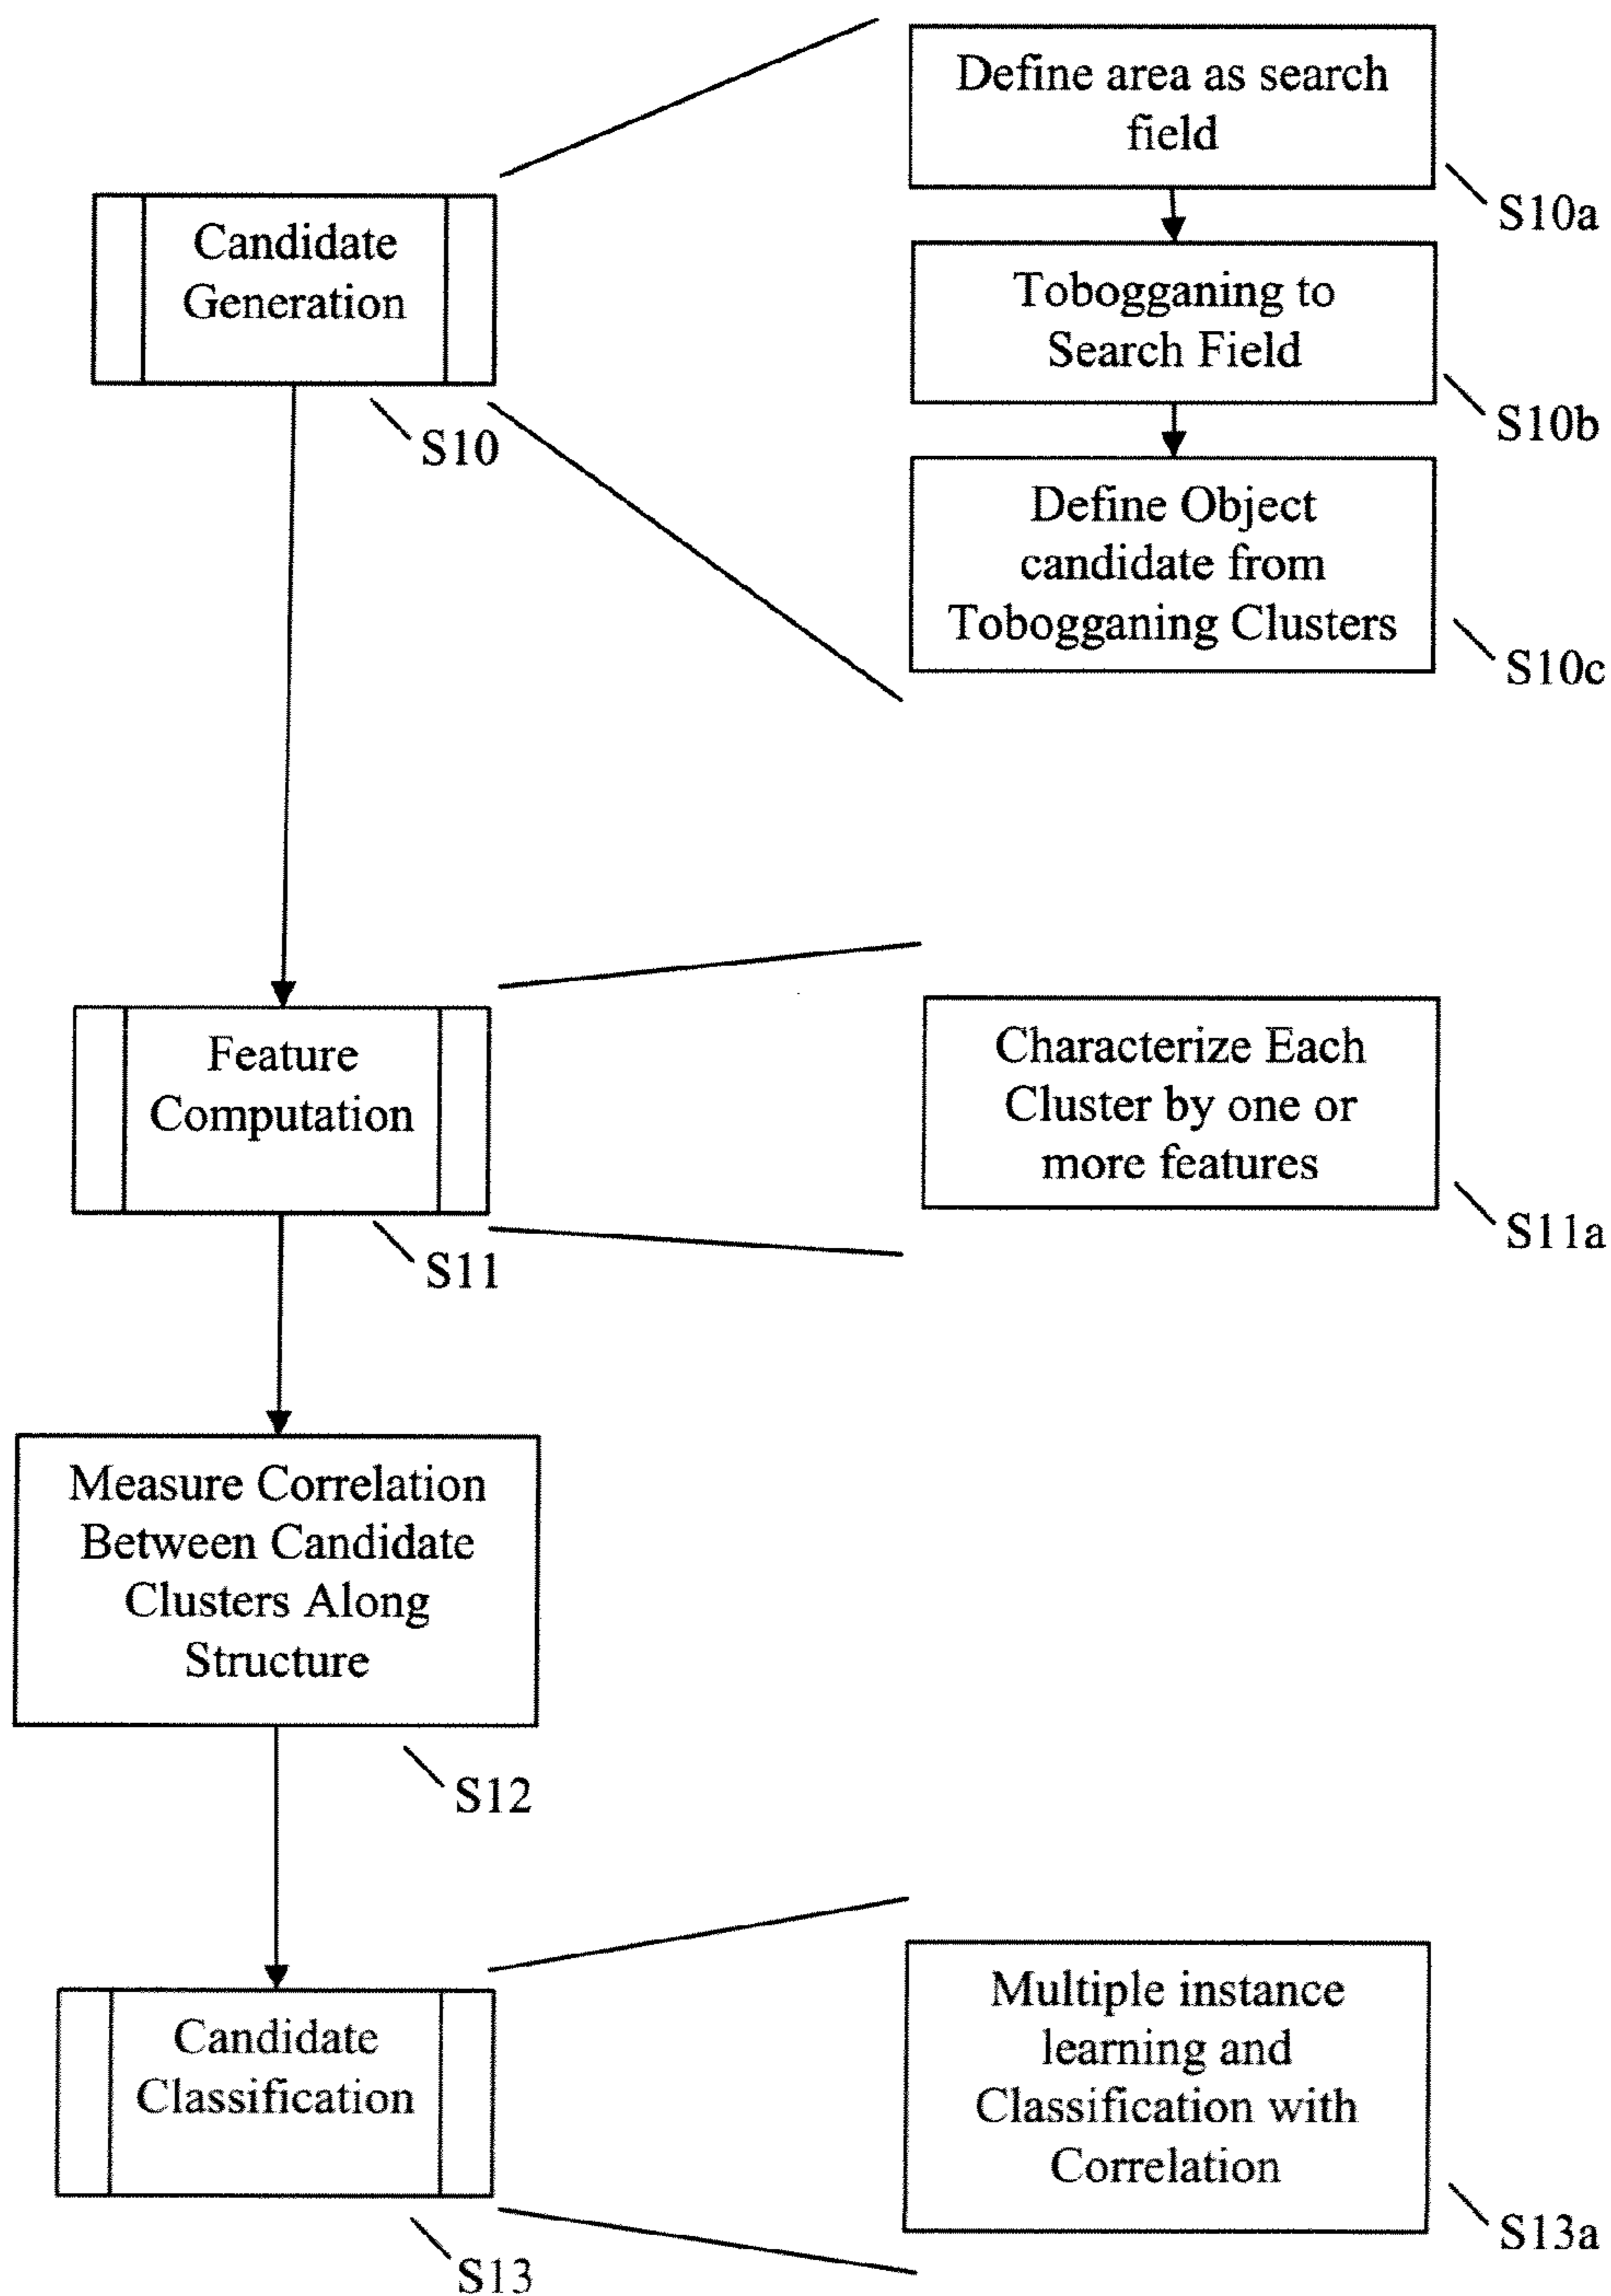 Candidate
Generation
S10
Define area as search
field
S10a
Tobogganing to
Search Field
S10b
Define Object
candidate from
Tobogganing Clusters
S10c
Feature
Computation
S11
Characterize Each
Cluster by one or
more features
S11a
Measure Correlation
Between Candidate
Clusters Along
Structure
S12
Candidate
Classification
S13
Multiple instance
learning and
Classification with
Correlation
S13a